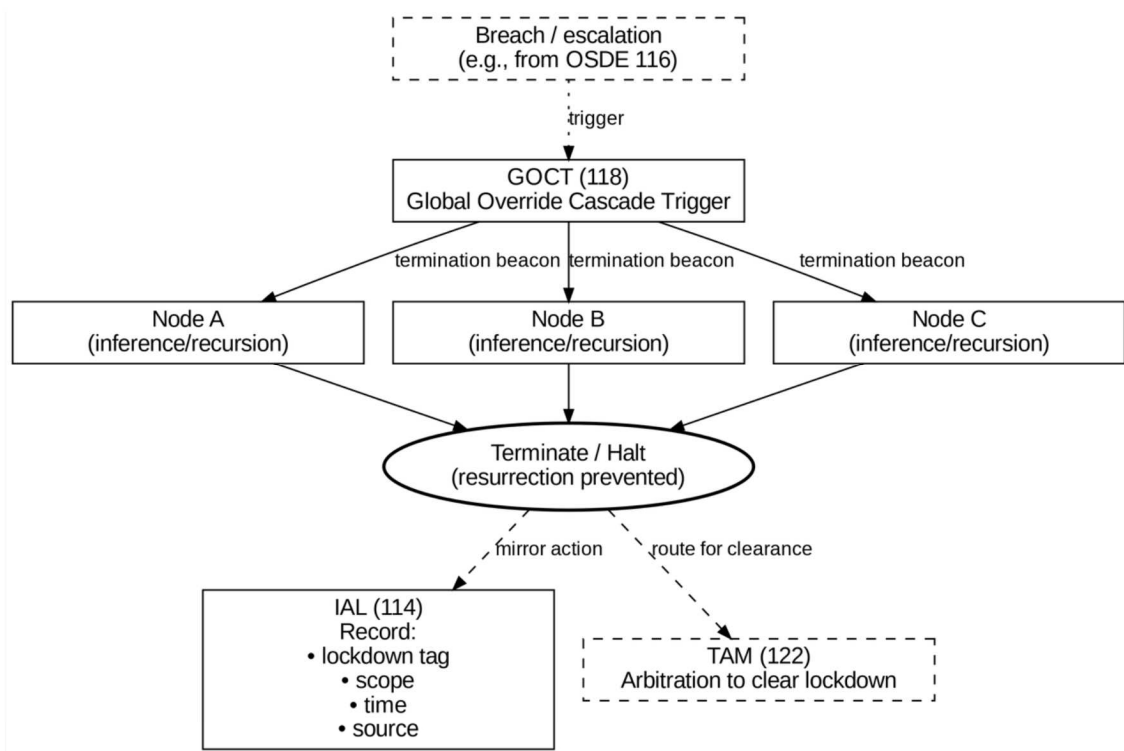 Breach / escalation
(e.g., from OSDE 116)
trigger
GOCT (118)
Global Override Cascade Trigger
termination beacon
termination beacon
termination beacon
Node A
(inference/recursion)
Node B
(inference/recursion)
Node C
(inference/recursion)
Terminate / Halt
(resurrection prevented)
mirror action
route for clearance
IAL (114)
Record:
• lockdown tag
• scope
• time
• source
TAM (122)
Arbitration to clear lockdown